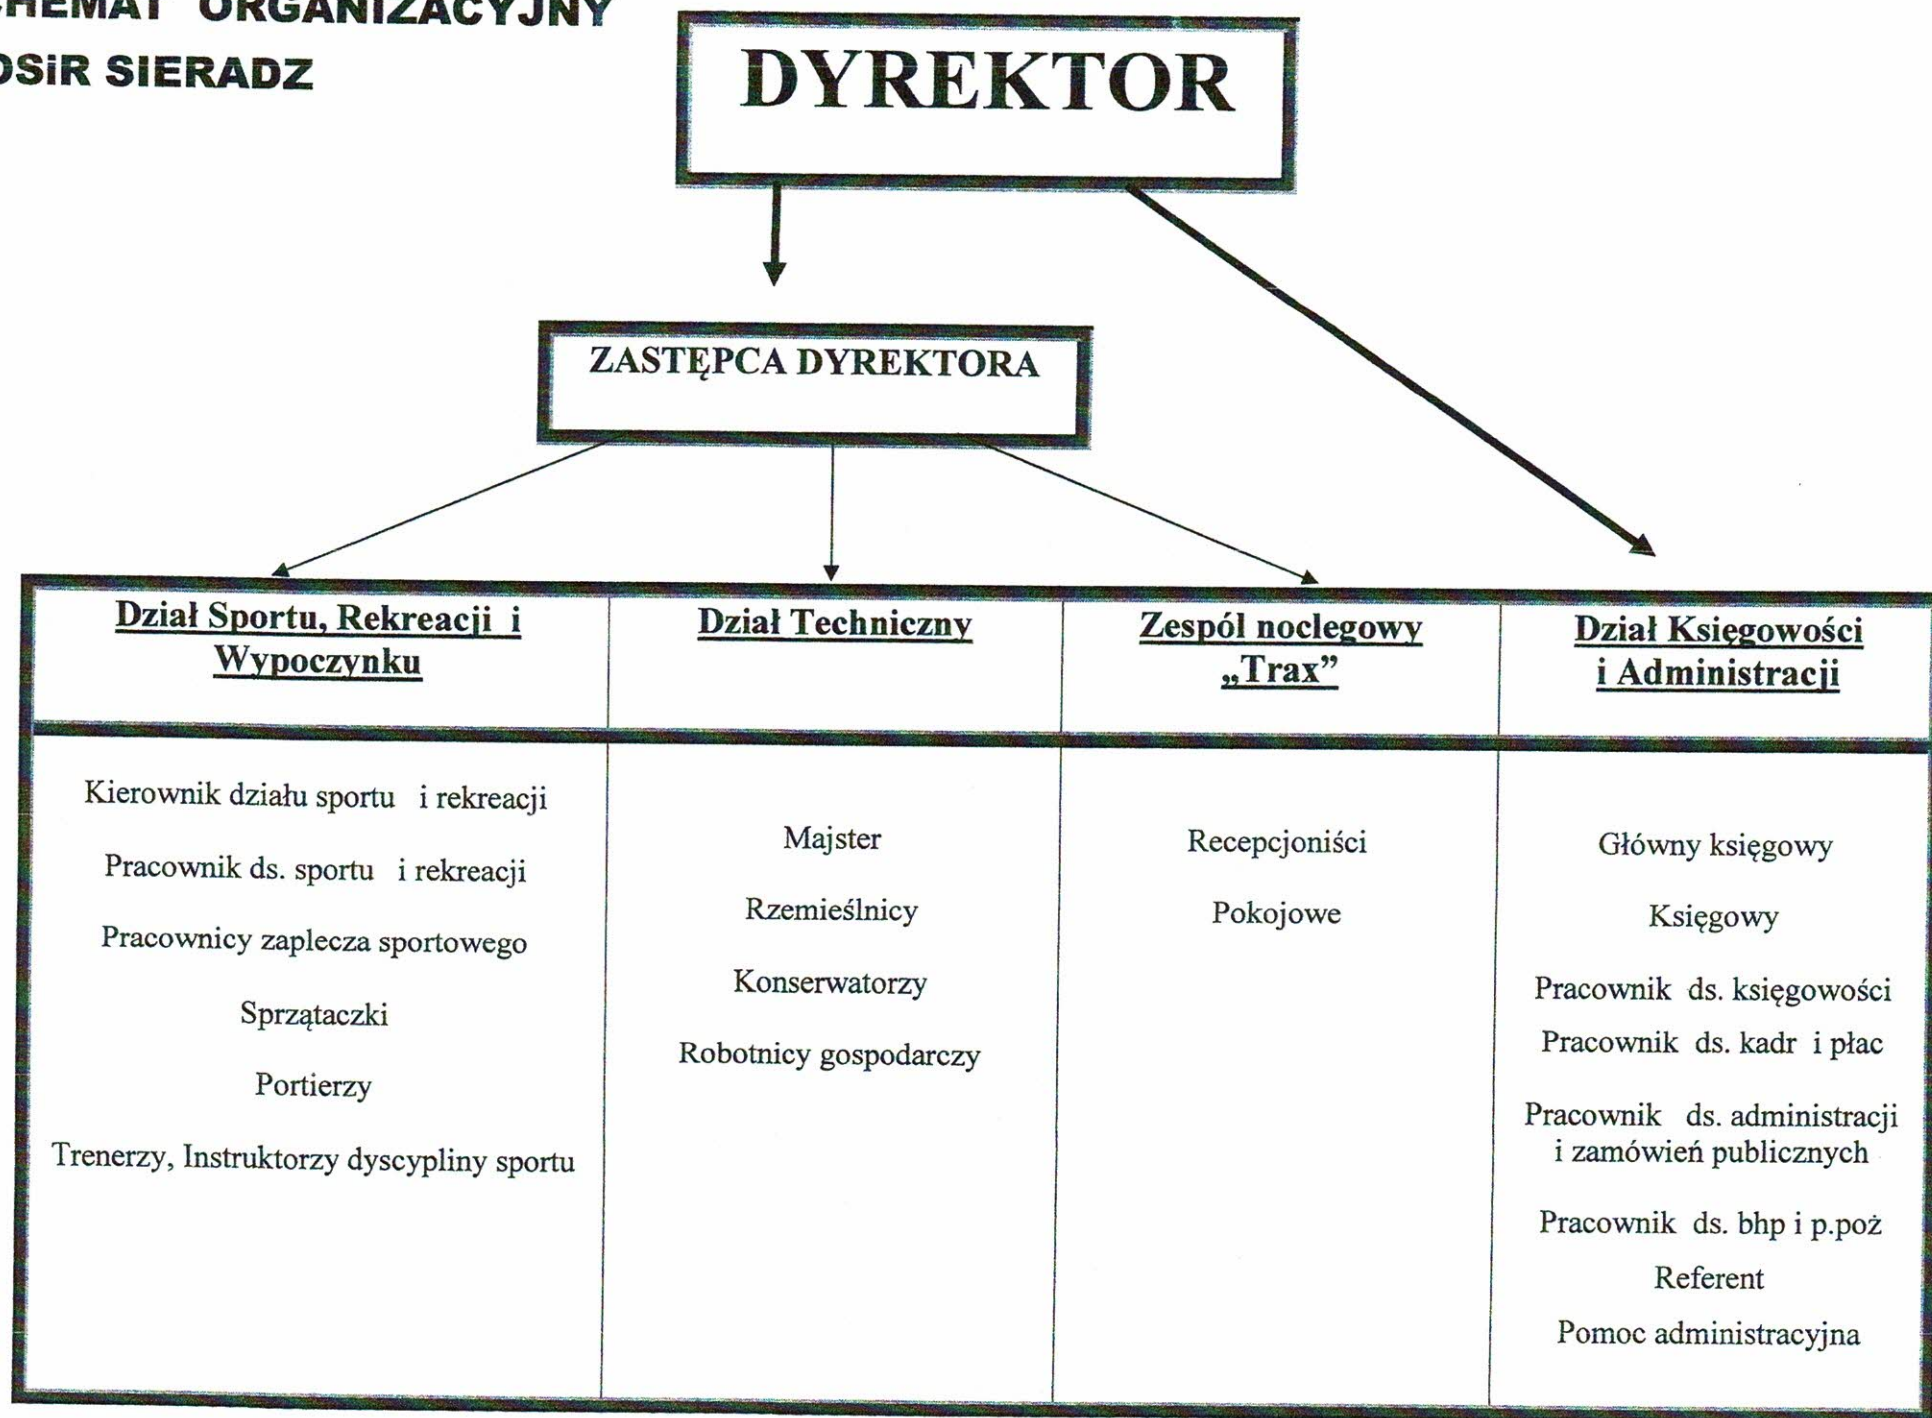 CHEMAT ORGANIZACYJNY
OSiR SIERADZ
DYREKTOR
ZASTĘPCA DYREKTORA
Dział Sportu, Rekreacji i
Wypoczynku
Kierownik działu sportu i rekreacji
Pracownik ds. sportu i rekreacji
Pracownicy zaplecza sportowego
Sprzątaczki
Portierzy
Trenerzy, Instruktorzy dyscypliny sportu
Dział Techniczny
Majster
Rzemieślnicy
Konserwatorzy
Robotnicy gospodarczy
Zespól noclegowy
„Trax”
Recepcjoniści
Pokojowe
Dział Księgowości
i Administracji
Główny księgowy
Księgowy
Pracownik ds. księgowości
Pracownik ds. kadr i płac
Pracownik ds. administracji
i zamówień publicznych
Pracownik ds. bhp i p.poż
Referent
Pomoc administracyjna